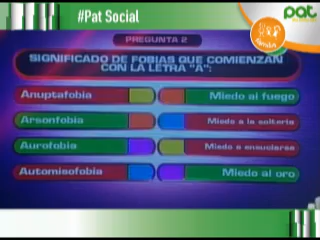 #Pat Social
pat
PREGUNTA 2
SIGNIFICADO DE FOBIAS QUE COMIENZAN
CON LA LETRA "A":
Anuptafobia Miedo al fuego
Arsonfobia Miedo a la soltería
Aurofobia Miedo a ensuciarse
Automisofobia Miedo al oro